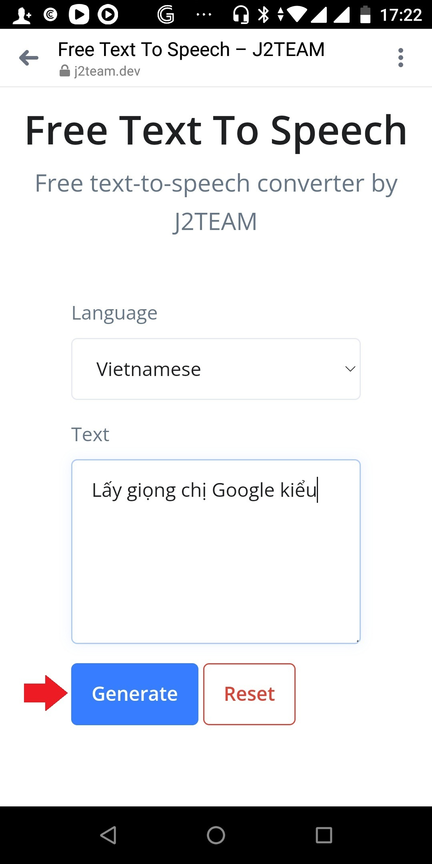 17:22
Free Text To Speech – J2TEAM
j2team.dev
Free Text To Speech
Free text-to-speech converter by
J2TEAM
Language
Vietnamese
Text
Lấy giọng chị Google kiểu
Generate
Reset